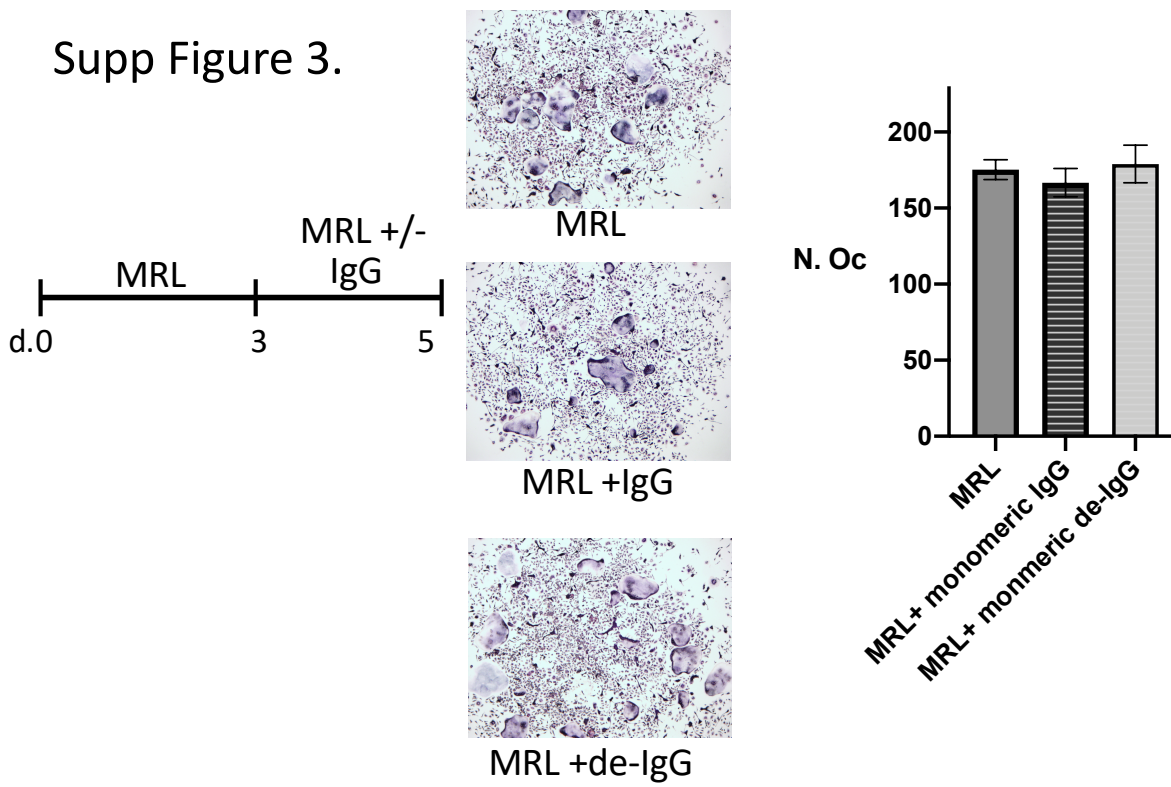 Supp Figure 3.
MRL
MRL +/-
IgG
d.0
3
5
MRL
MRL +IgG
MRL +de-IgG
N. Oc
200
150
100
50
0
MRL
MRL+ monomeric IgG
MRL+ monmeric de-IgG